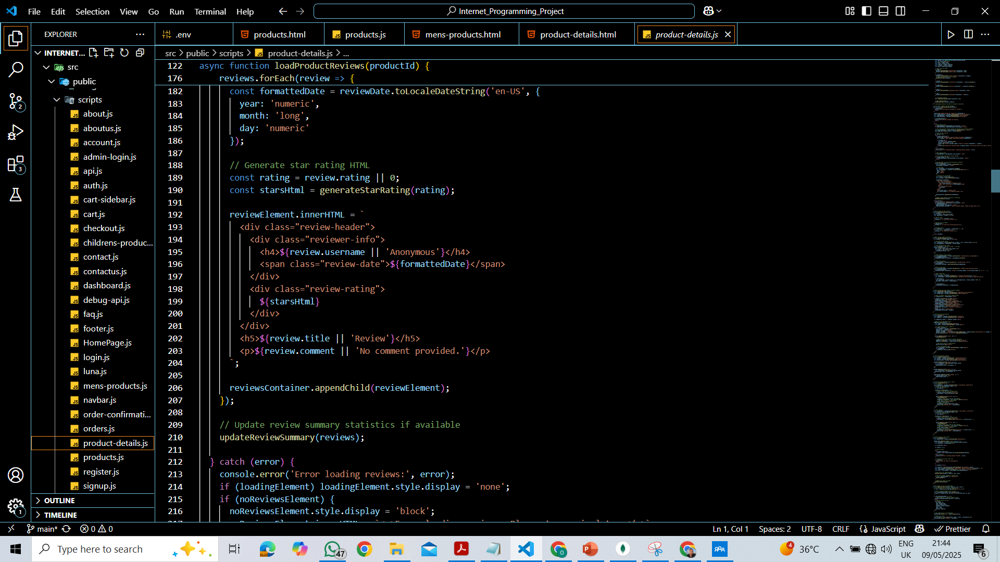 File Edit Selection View Go Run Terminal Help
Internet_Programming_Project
EXPLORER
.env
products.html
products.js
mens-products.html
product-details.html
product-details.js
INTERNET...
src > public > scripts > product-details.js > ...
src
public
scripts
about.js
aboutus.js
account.js
admin-login.js
api.js
auth.js
cart-sidebar.js
cart.js
checkout.js
childrens-produc...
contact.js
contactus.js
dashboard.js
debug-api.js
faq.js
footer.js
HomePage.js
login.js
luna.js
mens-products.js
navbar.js
order-confirmati...
orders.js
product-details.js
products.js
register.js
signup.js
OUTLINE
TIMELINE
2
3
1
122 async function loadProductReviews(productId) {
176 reviews.forEach(review => {
182 const formattedDate = reviewDate.toLocaleDateString('en-US', {
183 year: 'numeric',
184 month: 'long',
185 day: 'numeric'
186 });
187
188 // Generate star rating HTML
189 const rating = review.rating || 0;
190 const starsHtml = generateStarRating(rating);
191
192 reviewElement.innerHTML = `
193 <div class="review-header">
194 <div class="reviewer-info">
195 <h4>${review.username || 'Anonymous'}</h4>
196 <span class="review-date">${formattedDate}</span>
197 </div>
198 <div class="review-rating">
199 ${starsHtml}
200 </div>
201 </div>
202 <h5>${review.title || 'Review'}</h5>
203 <p>${review.comment || 'No comment provided.'}</p>
204 `;
205
206 reviewsContainer.appendChild(reviewElement);
207 });
208
209 // Update review summary statistics if available
210 updateReviewSummary(reviews);
211
212 } catch (error) {
213 console.error('Error loading reviews:', error);
214 if (loadingElement) loadingElement.style.display = 'none';
215 if (noReviewsElement) {
216 noReviewsElement.style.display = 'block';
main* 0 0
Ln 1, Col 1 Spaces: 2 UTF-8 CRLF JavaScript Prettier
Type here to search
47
4
36°C
ENG
UK
21:44
09/05/2025
6